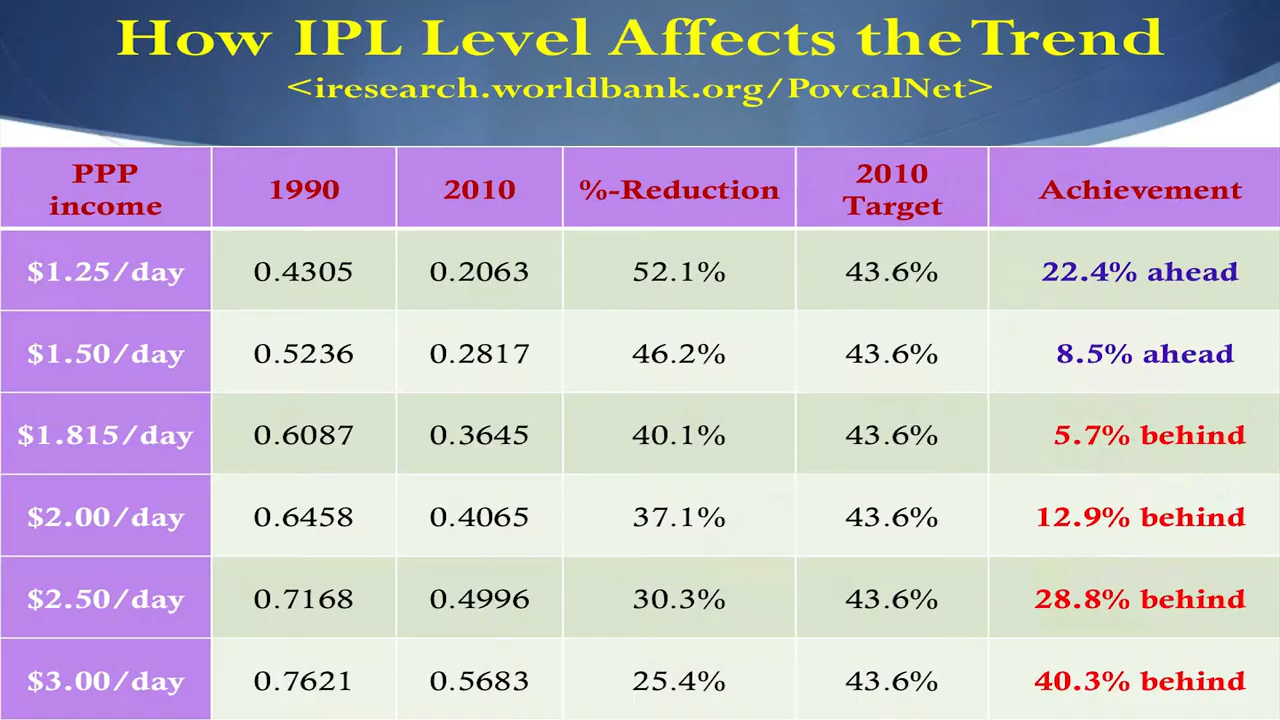 How IPL Level Affects the Trend
<iresearch.worldbank.org/PovcalNet>
PPP income 1990 2010 %-Reduction 2010 Target Achievement
$1.25/day 0.4305 0.2063 52.1% 43.6% 22.4% ahead
$1.50/day 0.5236 0.2817 46.2% 43.6% 8.5% ahead
$1.815/day 0.6087 0.3645 40.1% 43.6% 5.7% behind
$2.00/day 0.6458 0.4065 37.1% 43.6% 12.9% behind
$2.50/day 0.7168 0.4996 30.3% 43.6% 28.8% behind
$3.00/day 0.7621 0.5683 25.4% 43.6% 40.3% behind